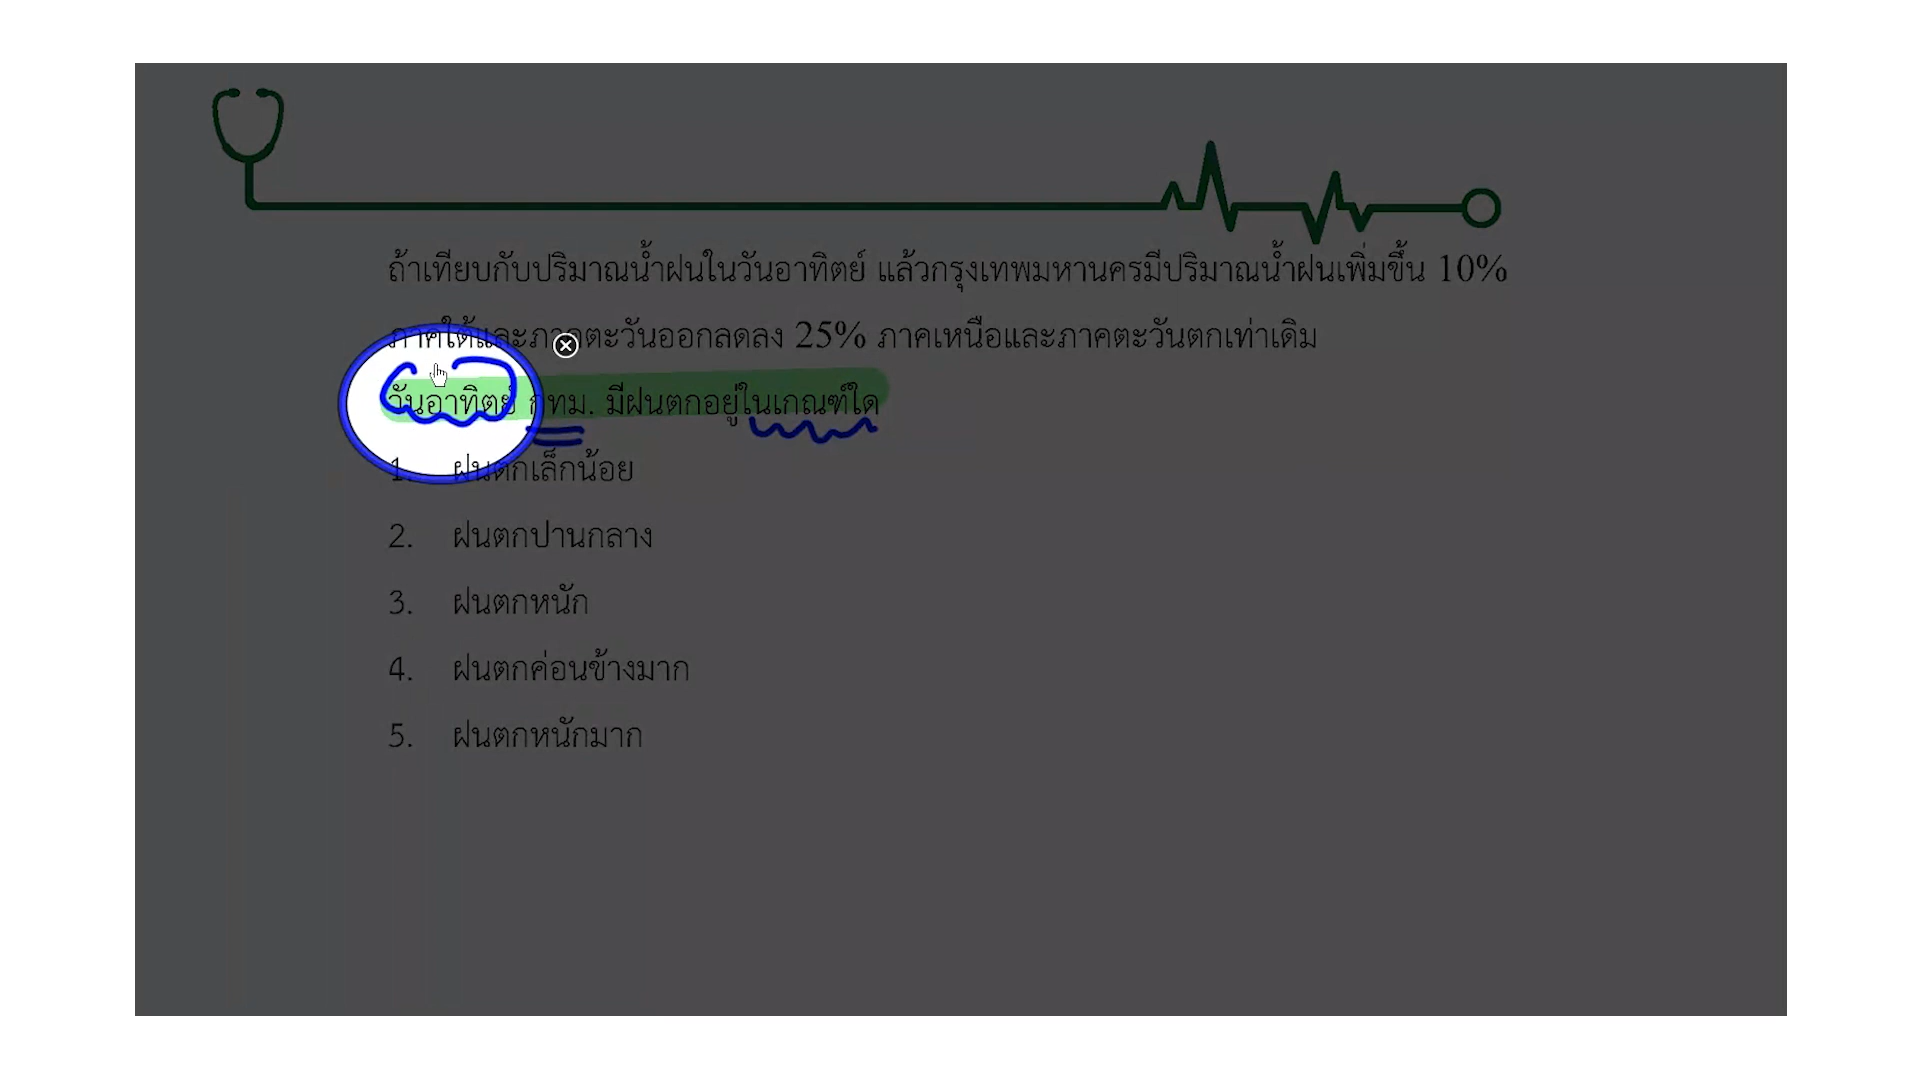 ถ้าเทียบกับปริมาณน้ำฝนในวันอาทิตย์ แล้วกรุงเทพมหานครมีปริมาณน้ำฝนเพิ่มขึ้น 10%
ภาคใต้และภาคตะวันออกลดลง 25% ภาคเหนือและภาคตะวันตกเท่าเดิม
วันอาทิตย์ กทม. มีฝนตกอยู่ในเกณฑ์ใด
1. ฝนตกเล็กน้อย
2. ฝนตกปานกลาง
3. ฝนตกหนัก
4. ฝนตกค่อนข้างมาก
5. ฝนตกหนักมาก